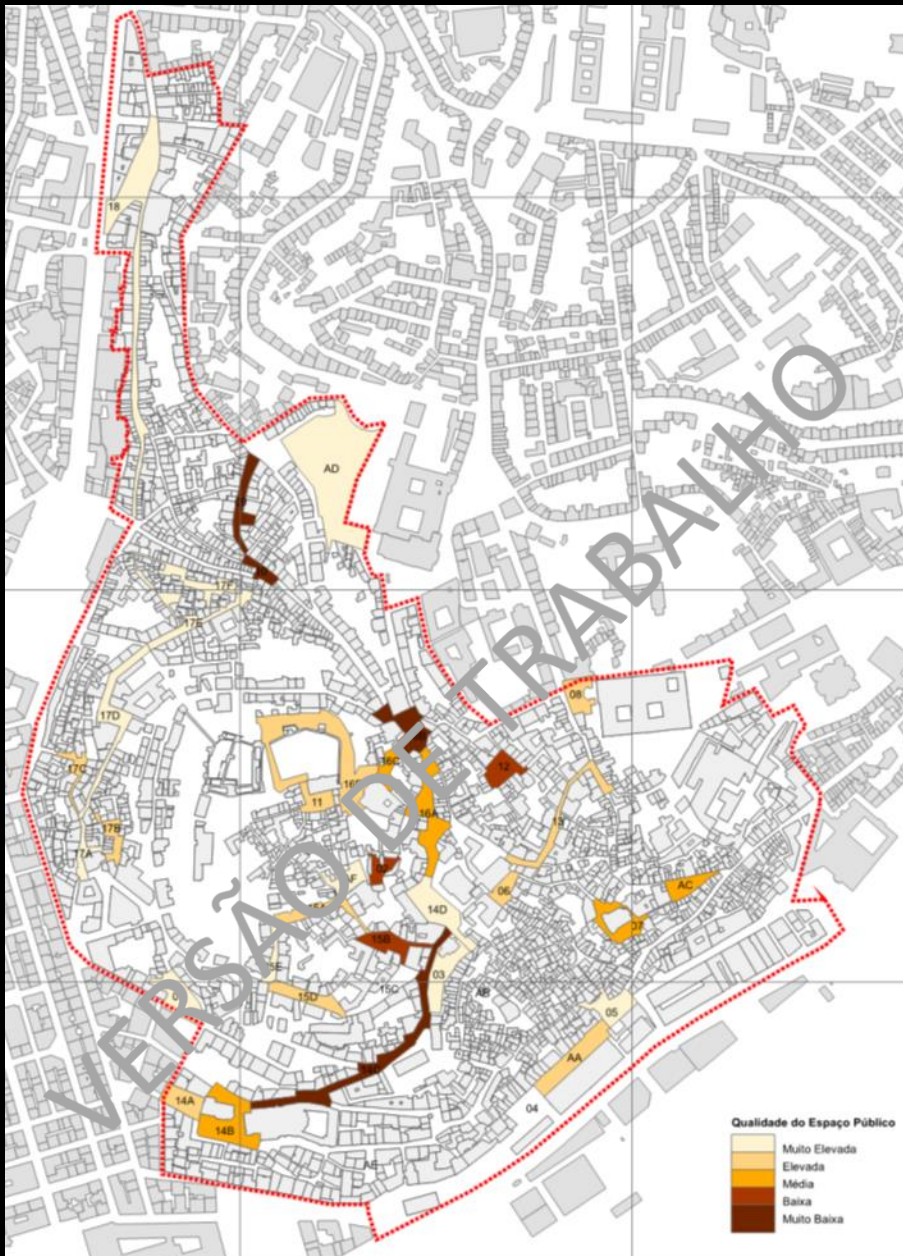 18
AD
17F
17E
17D
08
17C
16C
12
11
16A
13
17B
17A
06
AC
14D
07
15B
03
15D
15C
AB
05
AA
14A
04
14B
AE
VERSÃO DE TRABALHO
Qualidade do Espaço Público
Muito Elevada
Elevada
Média
Baixa
Muito Baixa